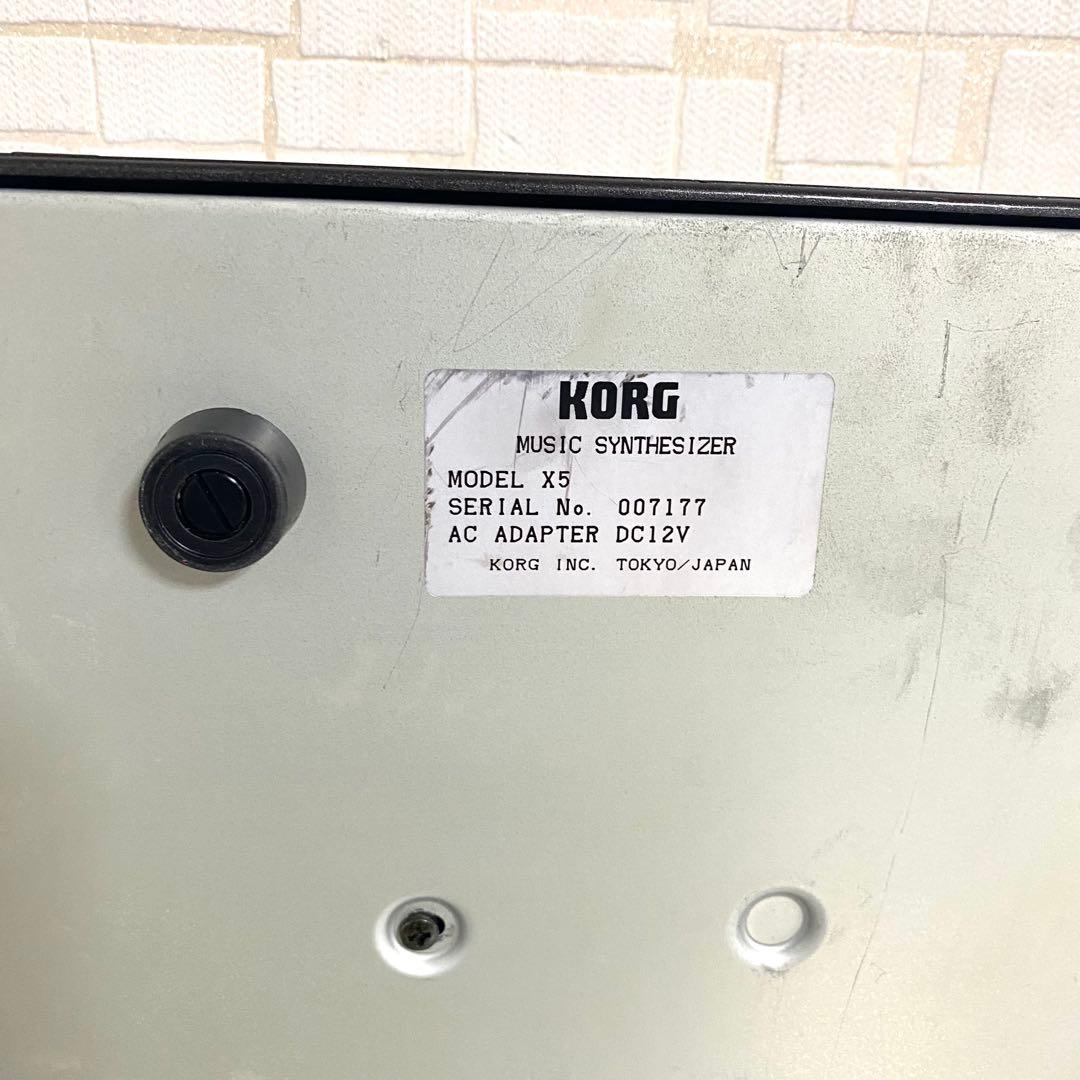 KORG
MUSIC SYNTHESIZER
MODEL X5
SERIAL No. 007177
AC ADAPTER DC12V
KORG INC. TOKYO/JAPAN